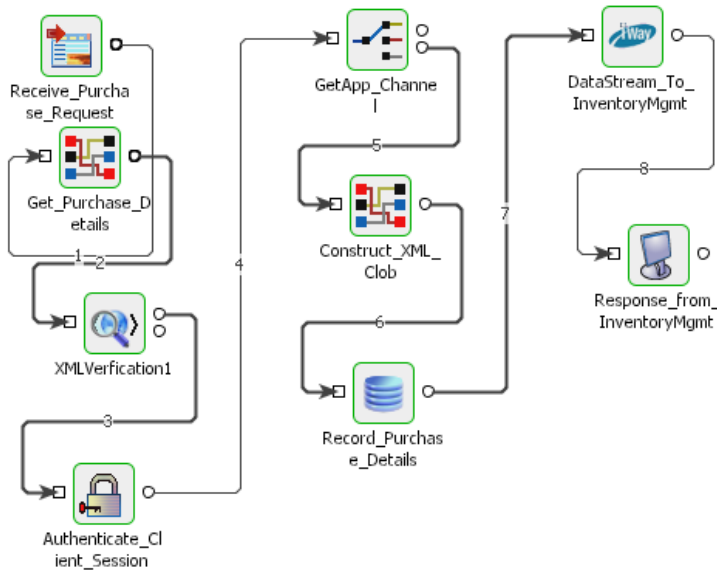 Receive_Purcha
se_Request
Get_Purchase_D
etails
1
2
XMLVerfication1
3
Authenticate_Cl
ient_Session
4
GetApp_Channe
l
5
Construct_XML_
Clob
6
Record_Purchas
e_Details
7
iWay
DataStream_To_
InventoryMgmt
8
Response_from_
InventoryMgmt